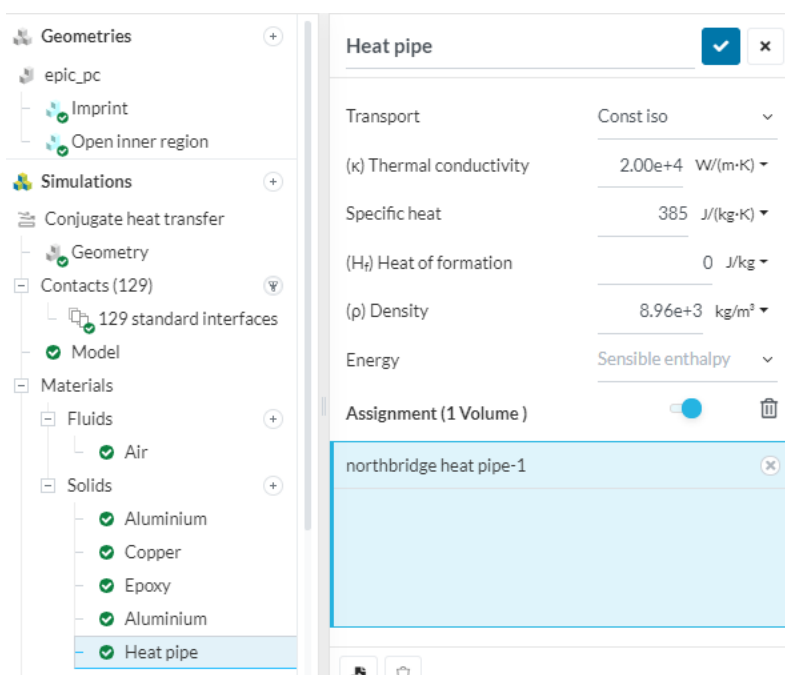 Geometries
epic_pc
Imprint
Open inner region
Simulations
Conjugate heat transfer
Geometry
Contacts (129)
129 standard interfaces
Model
Materials
Fluids
Air
Solids
Aluminium
Copper
Epoxy
Aluminium
Heat pipe
Heat pipe
Transport Const iso
(κ) Thermal conductivity 2.00e+4 W/(m·K)
Specific heat 385 J/(kg·K)
(Hf) Heat of formation 0 J/kg
(ρ) Density 8.96e+3 kg/m³
Energy Sensible enthalpy
Assignment (1 Volume )
northbridge heat pipe-1